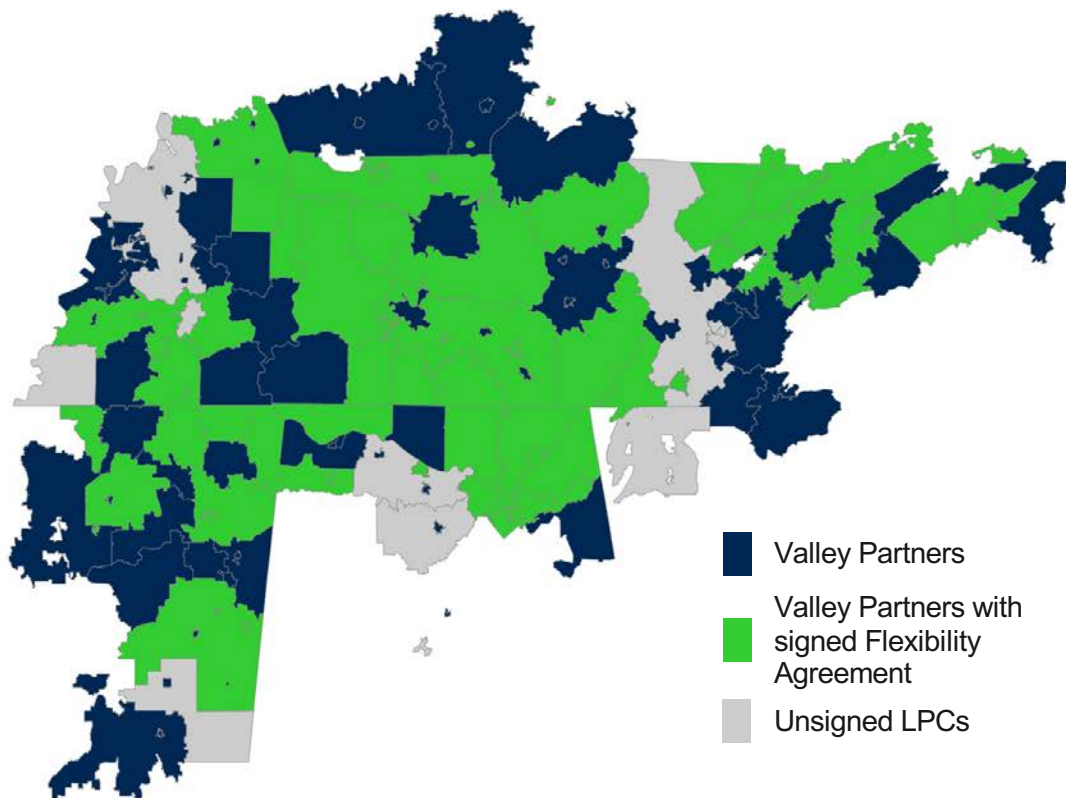 Valley Partners
Valley Partners with
signed Flexibility
Agreement
Unsigned LPCs